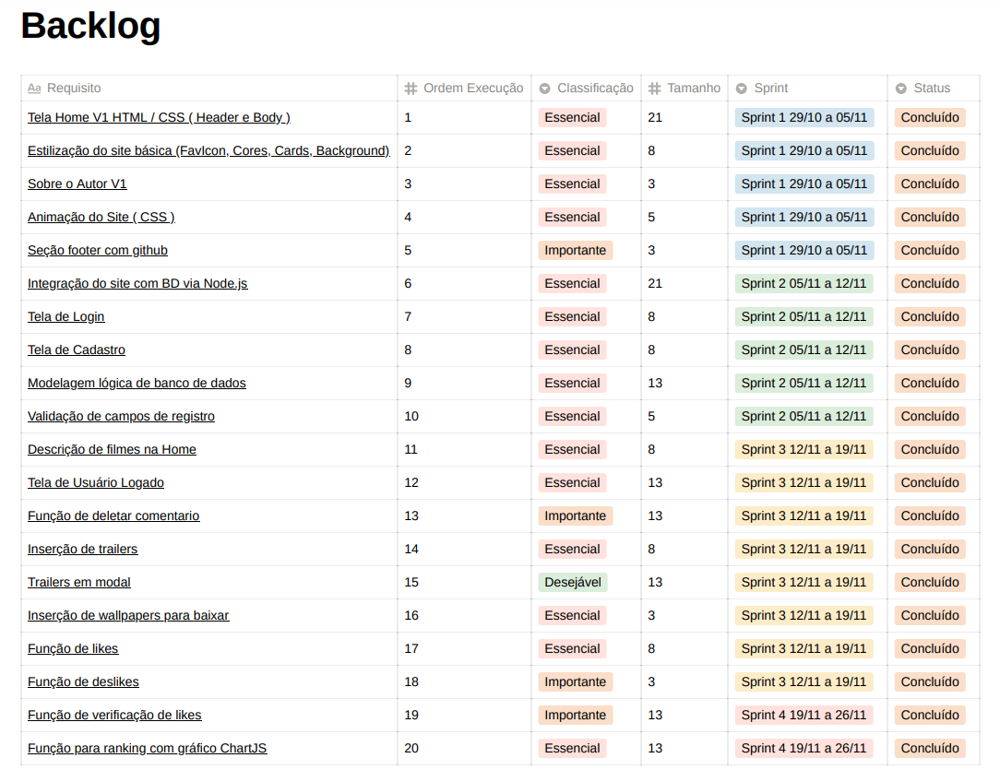 Backlog
Aa Requisito # Ordem Execução Classificação # Tamanho Sprint Status
Tela Home V1 HTML / CSS ( Header e Body ) 1 Essencial 21 Sprint 1 29/10 a 05/11 Concluído
Estilização do site básica (FavIcon, Cores, Cards, Background) 2 Essencial 8 Sprint 1 29/10 a 05/11 Concluído
Sobre o Autor V1 3 Essencial 3 Sprint 1 29/10 a 05/11 Concluído
Animação do Site ( CSS ) 4 Essencial 5 Sprint 1 29/10 a 05/11 Concluído
Seção footer com github 5 Importante 3 Sprint 1 29/10 a 05/11 Concluído
Integração do site com BD via Node.js 6 Essencial 21 Sprint 2 05/11 a 12/11 Concluído
Tela de Login 7 Essencial 8 Sprint 2 05/11 a 12/11 Concluído
Tela de Cadastro 8 Essencial 8 Sprint 2 05/11 a 12/11 Concluído
Modelagem lógica de banco de dados 9 Essencial 13 Sprint 2 05/11 a 12/11 Concluído
Validação de campos de registro 10 Essencial 5 Sprint 2 05/11 a 12/11 Concluído
Descrição de filmes na Home 11 Essencial 8 Sprint 3 12/11 a 19/11 Concluído
Tela de Usuário Logado 12 Essencial 13 Sprint 3 12/11 a 19/11 Concluído
Função de deletar comentario 13 Importante 13 Sprint 3 12/11 a 19/11 Concluído
Inserção de trailers 14 Essencial 8 Sprint 3 12/11 a 19/11 Concluído
Trailers em modal 15 Desejável 13 Sprint 3 12/11 a 19/11 Concluído
Inserção de wallpapers para baixar 16 Essencial 3 Sprint 3 12/11 a 19/11 Concluído
Função de likes 17 Essencial 8 Sprint 3 12/11 a 19/11 Concluído
Função de deslikes 18 Importante 3 Sprint 3 12/11 a 19/11 Concluído
Função de verificação de likes 19 Importante 13 Sprint 4 19/11 a 26/11 Concluído
Função para ranking com gráfico ChartJS 20 Essencial 13 Sprint 4 19/11 a 26/11 Concluído